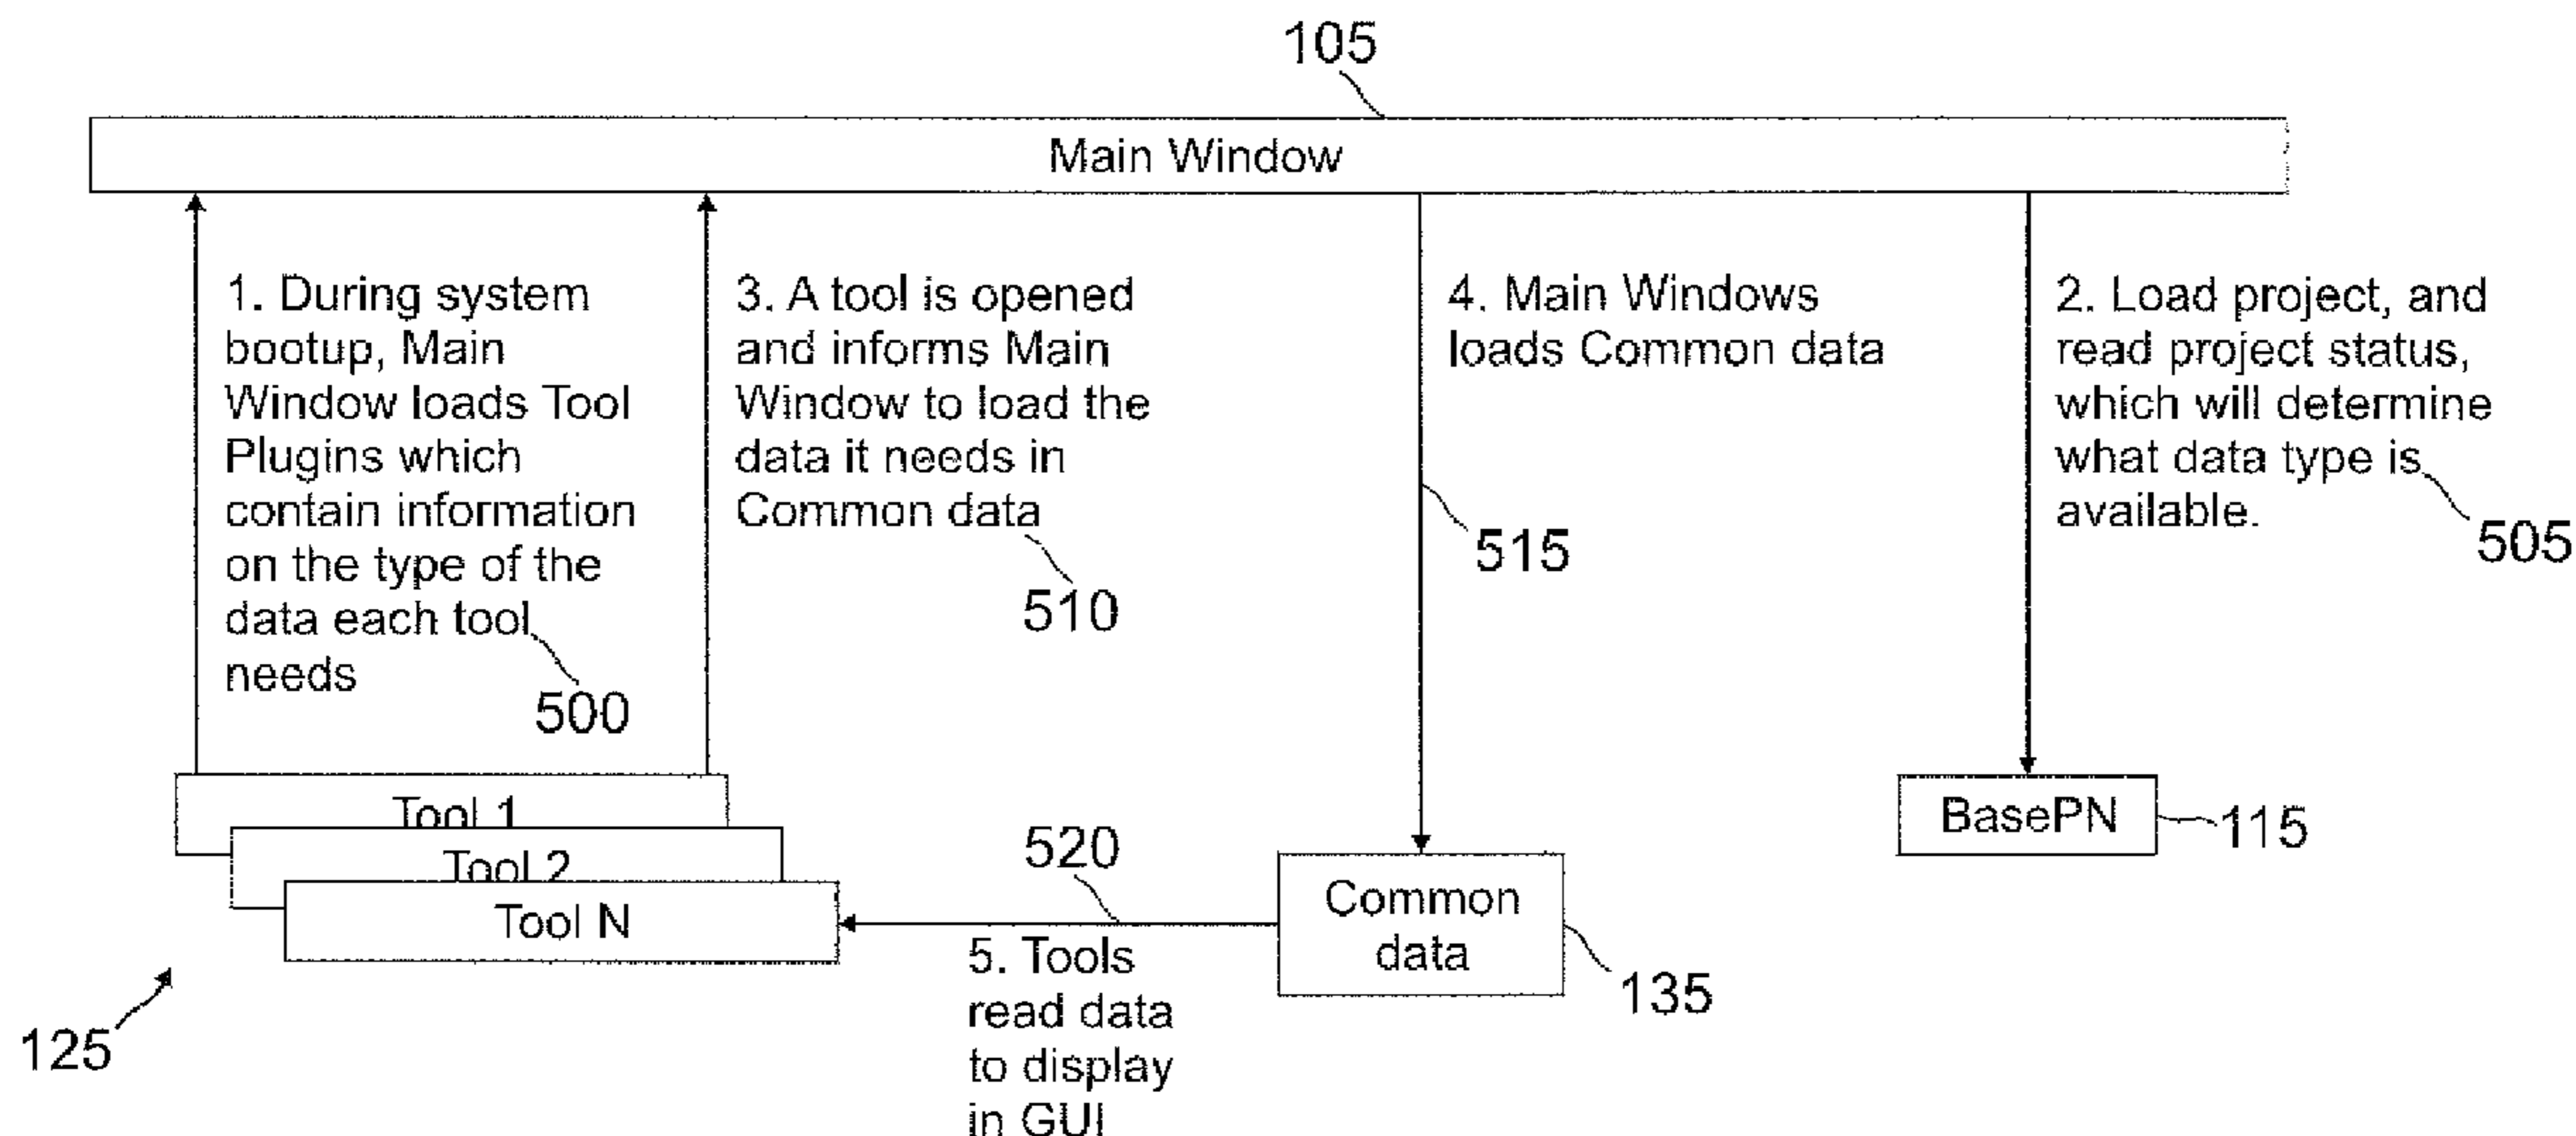 105
Main Window
1. During system
bootup, Main
Window loads Tool
Plugins which
contain information
on the type of the
data each tool
needs
500
3. A tool is opened
and informs Main
Window to load the
data it needs in
Common data
510
4. Main Windows
loads Common data
515
2. Load project, and
read project status,
which will determine
what data type is
available.
505
Tool 1
Tool 2
Tool N
125
520
5. Tools
read data
to display
in GUI
Common
data
135
BasePN
115